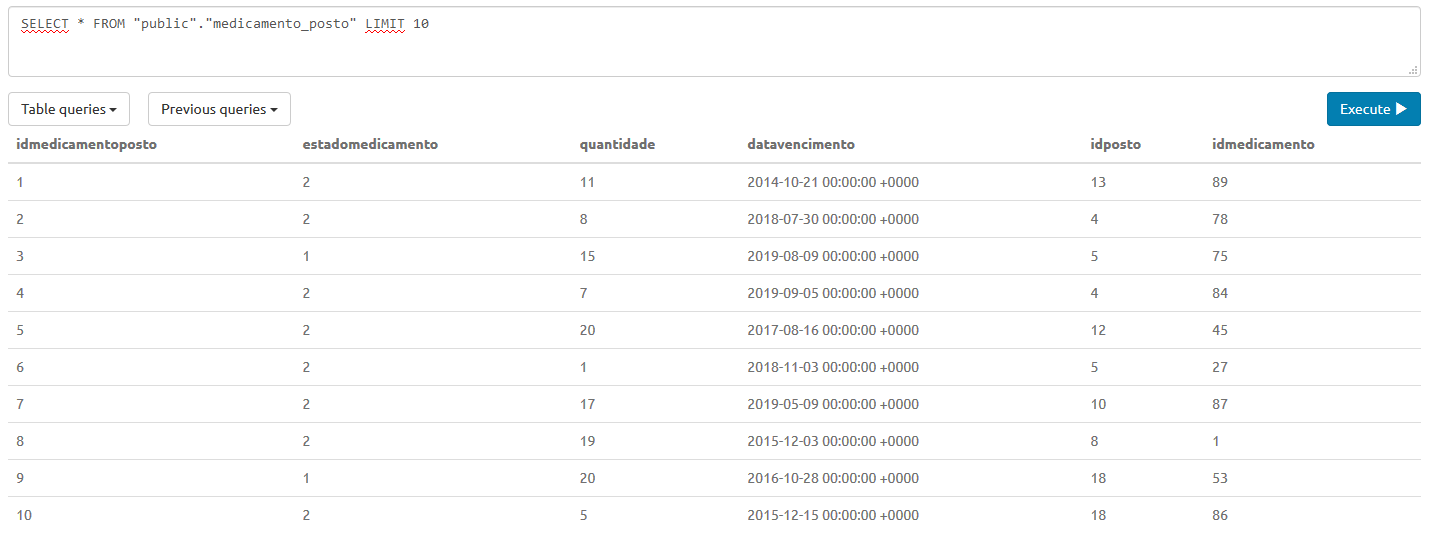 SELECT * FROM "public"."medicamento_posto" LIMIT 10
Table queries Previous queries Execute
idmedicamentoposto estadomedicamento quantidade datavencimento idposto idmedicamento
1 2 11 2014-10-21 00:00:00 +0000 13 89
2 2 8 2018-07-30 00:00:00 +0000 4 78
3 1 15 2019-08-09 00:00:00 +0000 5 75
4 2 7 2019-09-05 00:00:00 +0000 4 84
5 2 20 2017-08-16 00:00:00 +0000 12 45
6 2 1 2018-11-03 00:00:00 +0000 5 27
7 2 17 2019-05-09 00:00:00 +0000 10 87
8 2 19 2015-12-03 00:00:00 +0000 8 1
9 1 20 2016-10-28 00:00:00 +0000 18 53
10 2 5 2015-12-15 00:00:00 +0000 18 86